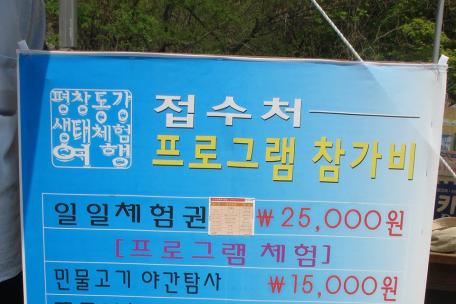 평창동강
생태체험
여행
접수처
프로그램 참가비
일일체험권 ₩25,000원
[프로그램 체험]
민물고기 야간탐사 ₩15,000원